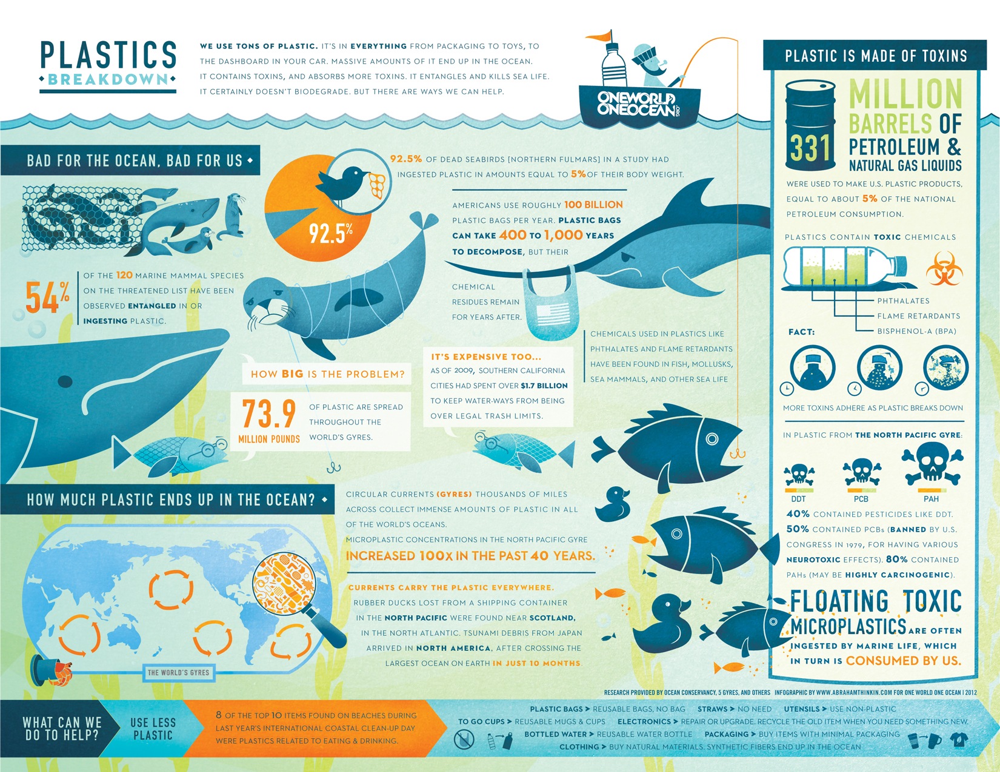 PLASTICS
BREAKDOWN
WE USE TONS OF PLASTIC. IT'S IN EVERYTHING FROM PACKAGING TO TOYS, TO
THE DASHBOARD IN YOUR CAR. MASSIVE AMOUNTS OF IT END UP IN THE OCEAN.
IT CONTAINS TOXINS, AND ABSORBS MORE TOXINS. IT ENTANGLES AND KILLS SEA LIFE.
IT CERTAINLY DOESN'T BIODEGRADE. BUT THERE ARE WAYS WE CAN HELP.
ONEWORLD
ONEOCEAN.ORG
BAD FOR THE OCEAN, BAD FOR US
54%
OF THE 120 MARINE MAMMAL SPECIES
ON THE THREATENED LIST HAVE BEEN
OBSERVED ENTANGLED IN OR
INGESTING PLASTIC.
92.5%
92.5% OF DEAD SEABIRDS [NORTHERN FULMARS] IN A STUDY HAD
INGESTED PLASTIC IN AMOUNTS EQUAL TO 5% OF THEIR BODY WEIGHT.
AMERICANS USE ROUGHLY 100 BILLION
PLASTIC BAGS PER YEAR. PLASTIC BAGS
CAN TAKE 400 TO 1,000 YEARS
TO DECOMPOSE, BUT THEIR
CHEMICAL
RESIDUES REMAIN
FOR YEARS AFTER.
CHEMICALS USED IN PLASTICS LIKE
PHTHALATES AND FLAME RETARDANTS
HAVE BEEN FOUND IN FISH, MOLLUSKS,
SEA MAMMALS, AND OTHER SEA LIFE
HOW BIG IS THE PROBLEM?
73.9
MILLION POUNDS
OF PLASTIC ARE SPREAD
THROUGHOUT THE
WORLD'S GYRES.
IT'S EXPENSIVE TOO...
AS OF 2009, SOUTHERN CALIFORNIA
CITIES HAD SPENT OVER $1.7 BILLION
TO KEEP WATER-WAYS FROM BEING
OVER LEGAL TRASH LIMITS.
HOW MUCH PLASTIC ENDS UP IN THE OCEAN?
THE WORLD'S GYRES
CIRCULAR CURRENTS (GYRES) THOUSANDS OF MILES
ACROSS COLLECT IMMENSE AMOUNTS OF PLASTIC IN ALL
OF THE WORLD'S OCEANS.
MICROPLASTIC CONCENTRATIONS IN THE NORTH PACIFIC GYRE
INCREASED 100X IN THE PAST 40 YEARS.
CURRENTS CARRY THE PLASTIC EVERYWHERE.
RUBBER DUCKS LOST FROM A SHIPPING CONTAINER
IN THE NORTH PACIFIC WERE FOUND NEAR SCOTLAND,
IN THE NORTH ATLANTIC. TSUNAMI DEBRIS FROM JAPAN
ARRIVED IN NORTH AMERICA, AFTER CROSSING THE
LARGEST OCEAN ON EARTH IN JUST 10 MONTHS.
PLASTIC IS MADE OF TOXINS
331
MILLION
BARRELS OF
PETROLEUM &
NATURAL GAS LIQUIDS
WERE USED TO MAKE U.S. PLASTIC PRODUCTS,
EQUAL TO ABOUT 5% OF THE NATIONAL
PETROLEUM CONSUMPTION.
PLASTICS CONTAIN TOXIC CHEMICALS
PHTHALATES
FLAME RETARDANTS
BISPHENOL-A (BPA)
FACT:
MORE TOXINS ADHERE AS PLASTIC BREAKS DOWN
IN PLASTIC FROM THE NORTH PACIFIC GYRE:
DDT
PCB
PAH
40% CONTAINED PESTICIDES LIKE DDT.
50% CONTAINED PCBs (BANNED BY U.S.
CONGRESS IN 1979, FOR HAVING VARIOUS
NEUROTOXIC EFFECTS). 80% CONTAINED
PAHs (MAY BE HIGHLY CARCINOGENIC).
FLOATING TOXIC
MICROPLASTICS ARE OFTEN
INGESTED BY MARINE LIFE, WHICH
IN TURN IS CONSUMED BY US.
RESEARCH PROVIDED BY OCEAN CONSERVANCY, 5 GYRES, AND OTHERS INFOGRAPHIC BY WWW.ABRAHAMTHINKIN.COM FOR ONE WORLD ONE OCEAN | 2012
WHAT CAN WE
DO TO HELP?
USE LESS
PLASTIC
8 OF THE TOP 10 ITEMS FOUND ON BEACHES DURING
LAST YEAR'S INTERNATIONAL COASTAL CLEAN-UP DAY
WERE PLASTICS RELATED TO EATING & DRINKING.
PLASTIC BAGS > REUSABLE BAGS, NO BAG STRAWS > NO NEED UTENSILS > USE NON-PLASTIC
TO GO CUPS > REUSABLE MUGS & CUPS ELECTRONICS > REPAIR OR UPGRADE. RECYCLE THE OLD ITEM WHEN YOU NEED SOMETHING NEW.
BOTTLED WATER > REUSABLE WATER BOTTLE PACKAGING > BUY ITEMS WITH MINIMAL PACKAGING
CLOTHING > BUY NATURAL MATERIALS. SYNTHETIC FIBERS END UP IN THE OCEAN